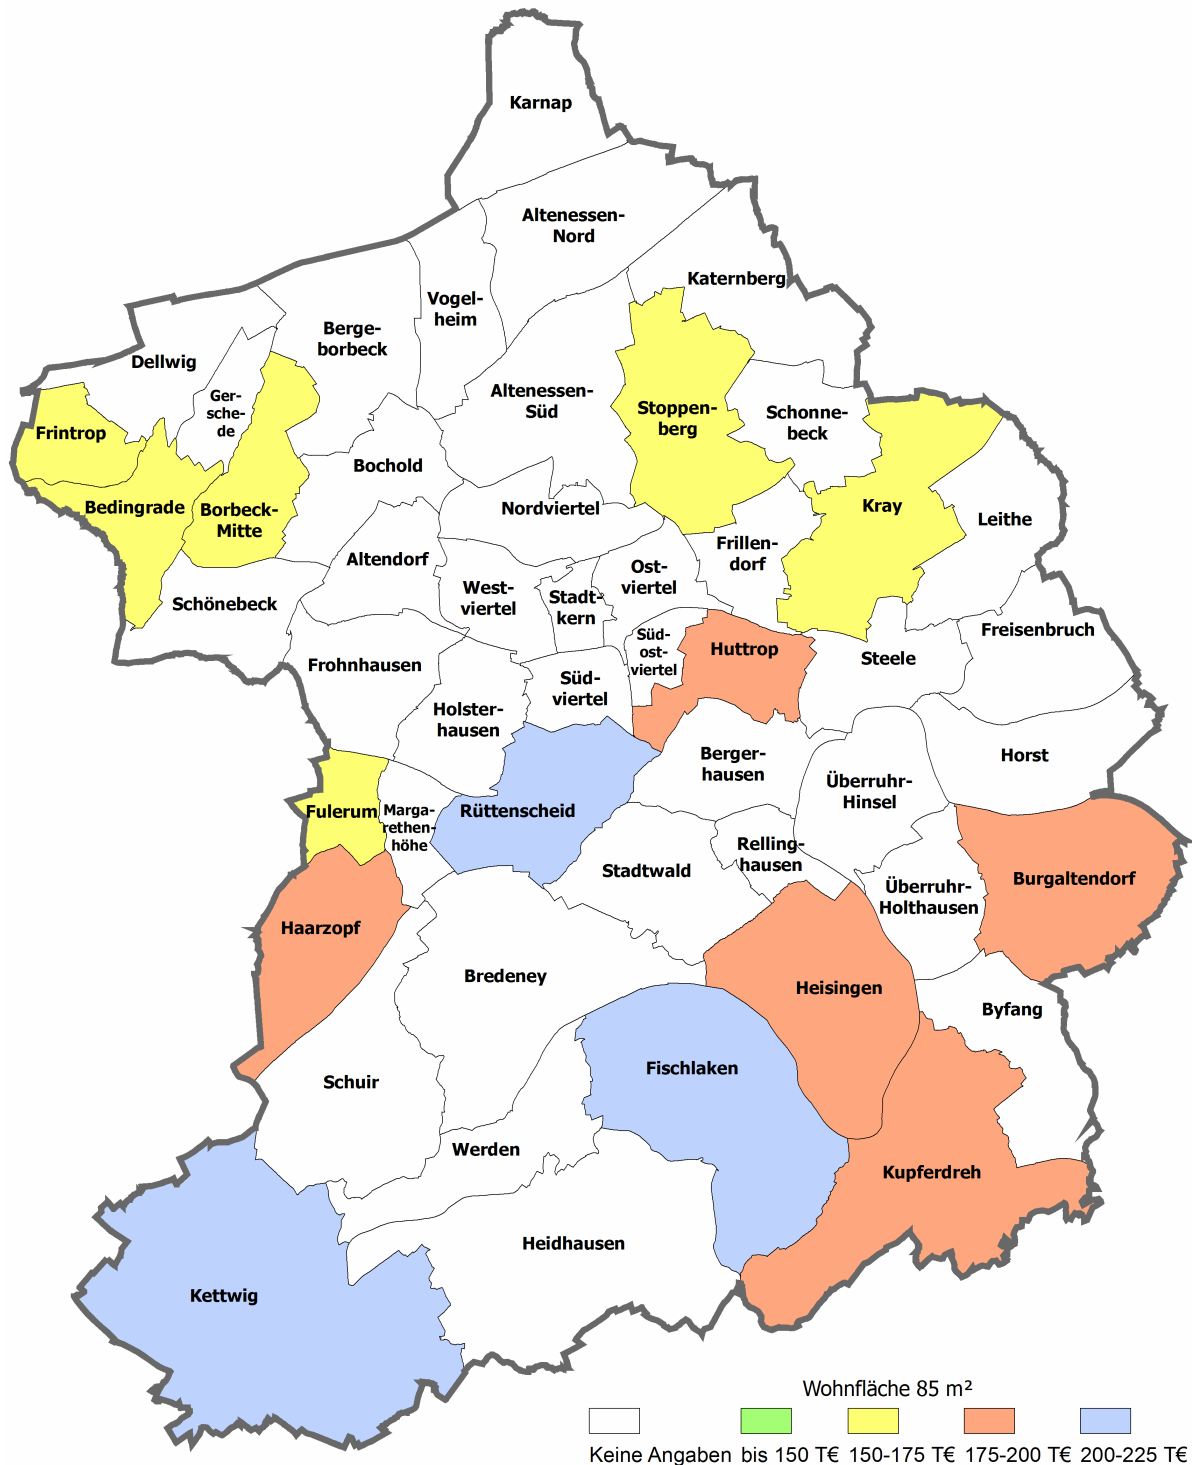 Karnap
Altenessen-
Nord
Katernberg
Vogel-
heim
Berge-
borbeck
Dellwig
Ger-
sche-
de
Altenessen-
Süd
Stoppen-
berg
Schonne-
beck
Frintrop
Bochold
Bedingrade
Borbeck-
Mitte
Nordviertel
Kray
Leithe
Frillen-
dorf
Altendorf
Ost-
viertel
West-
viertel
Stadt-
kern
Schönebeck
Süd-
ost-
viertel
Huttrop
Steele
Freisenbruch
Frohnhausen
Süd-
viertel
Holster-
hausen
Berger-
hausen
Horst
Überruhr-
Hinsel
Fulerum
Marga-
rethen-
höhe
Rüttenscheid
Stadtwald
Relling-
hausen
Überruhr-
Holthausen
Burgaltendorf
Haarzopf
Bredeney
Heisingen
Byfang
Schuir
Fischlaken
Werden
Kupferdreh
Heidhausen
Kettwig
Wohnfläche 85 m²
Keine Angaben bis 150 T€ 150-175 T€ 175-200 T€ 200-225 T€